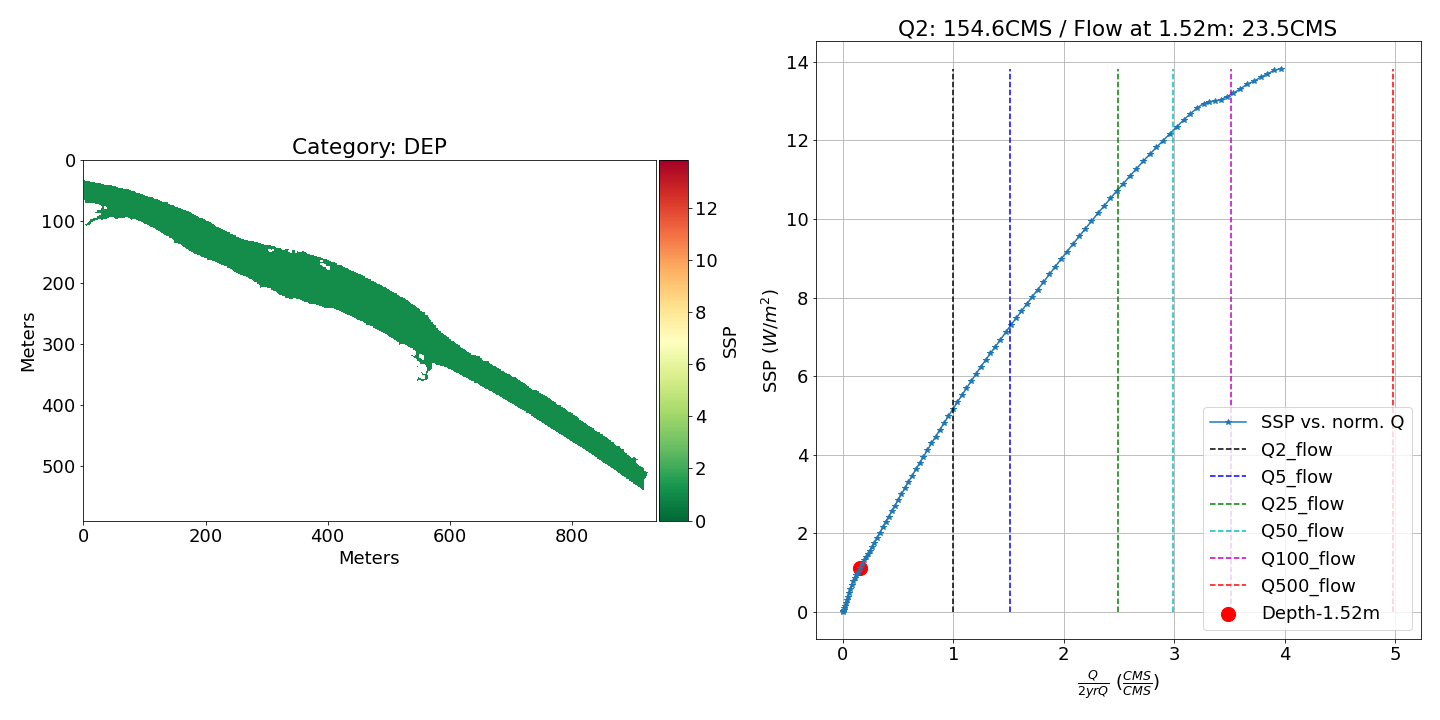 Category: DEP
0
100
200
300
400
500
Meters
0 200 400 600 800
Meters
12
10
8
6
4
2
0
SSP
Q2: 154.6CMS / Flow at 1.52m: 23.5CMS
14
12
10
8
6
4
2
0
SSP (W/m²)
0 1 2 3 4 5
Q/2yrQ (CMS/CMS)
SSP vs. norm. Q
Q2_flow
Q5_flow
Q25_flow
Q50_flow
Q100_flow
Q500_flow
Depth-1.52m